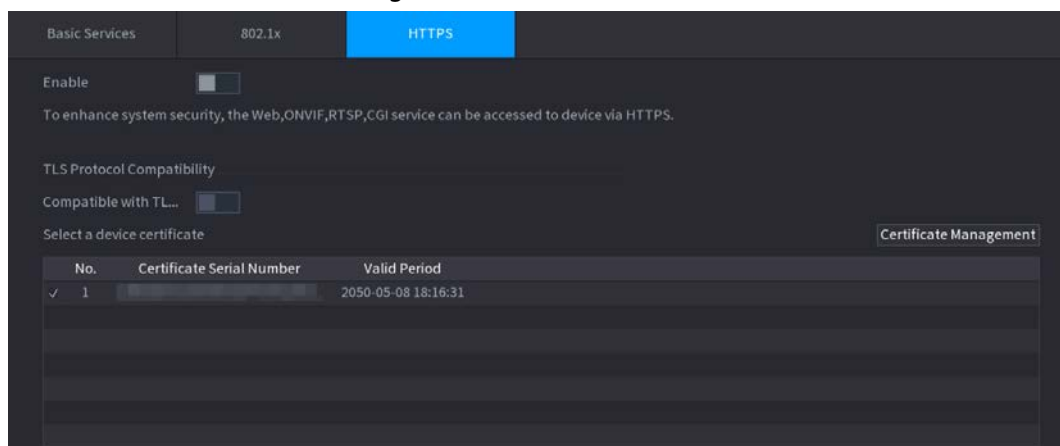 Basic Services 802.1x HTTPS
Enable
To enhance system security, the Web,ONVIF,RTSP,CGI service can be accessed to device via HTTPS.
TLS Protocol Compatibility
Compatible with TL...
Select a device certificate Certificate Management
No. Certificate Serial Number Valid Period
1 2050-05-08 18:16:31